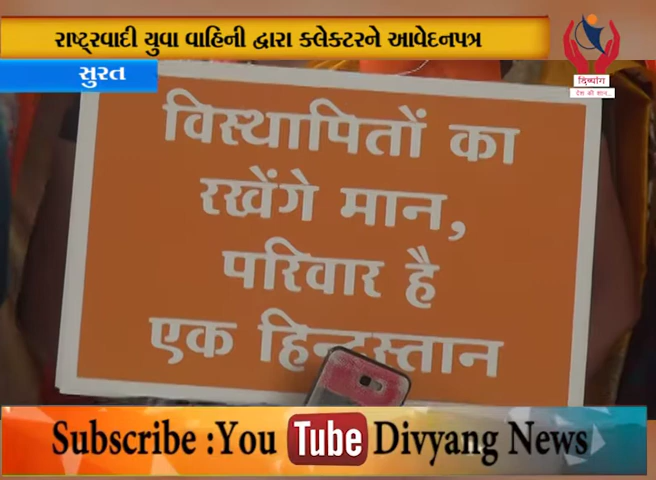 રાષ્ટ્રવાદી યુવા વાહિની દ્વારા કલેક્ટરને આવેદનપત્ર
સુરત
दिव्यांग
देश की शान..
विस्थापितों का
रखेंगे मान,
परिवार है
एक हिन्दुस्तान
Subscribe :You Tube Divyang News